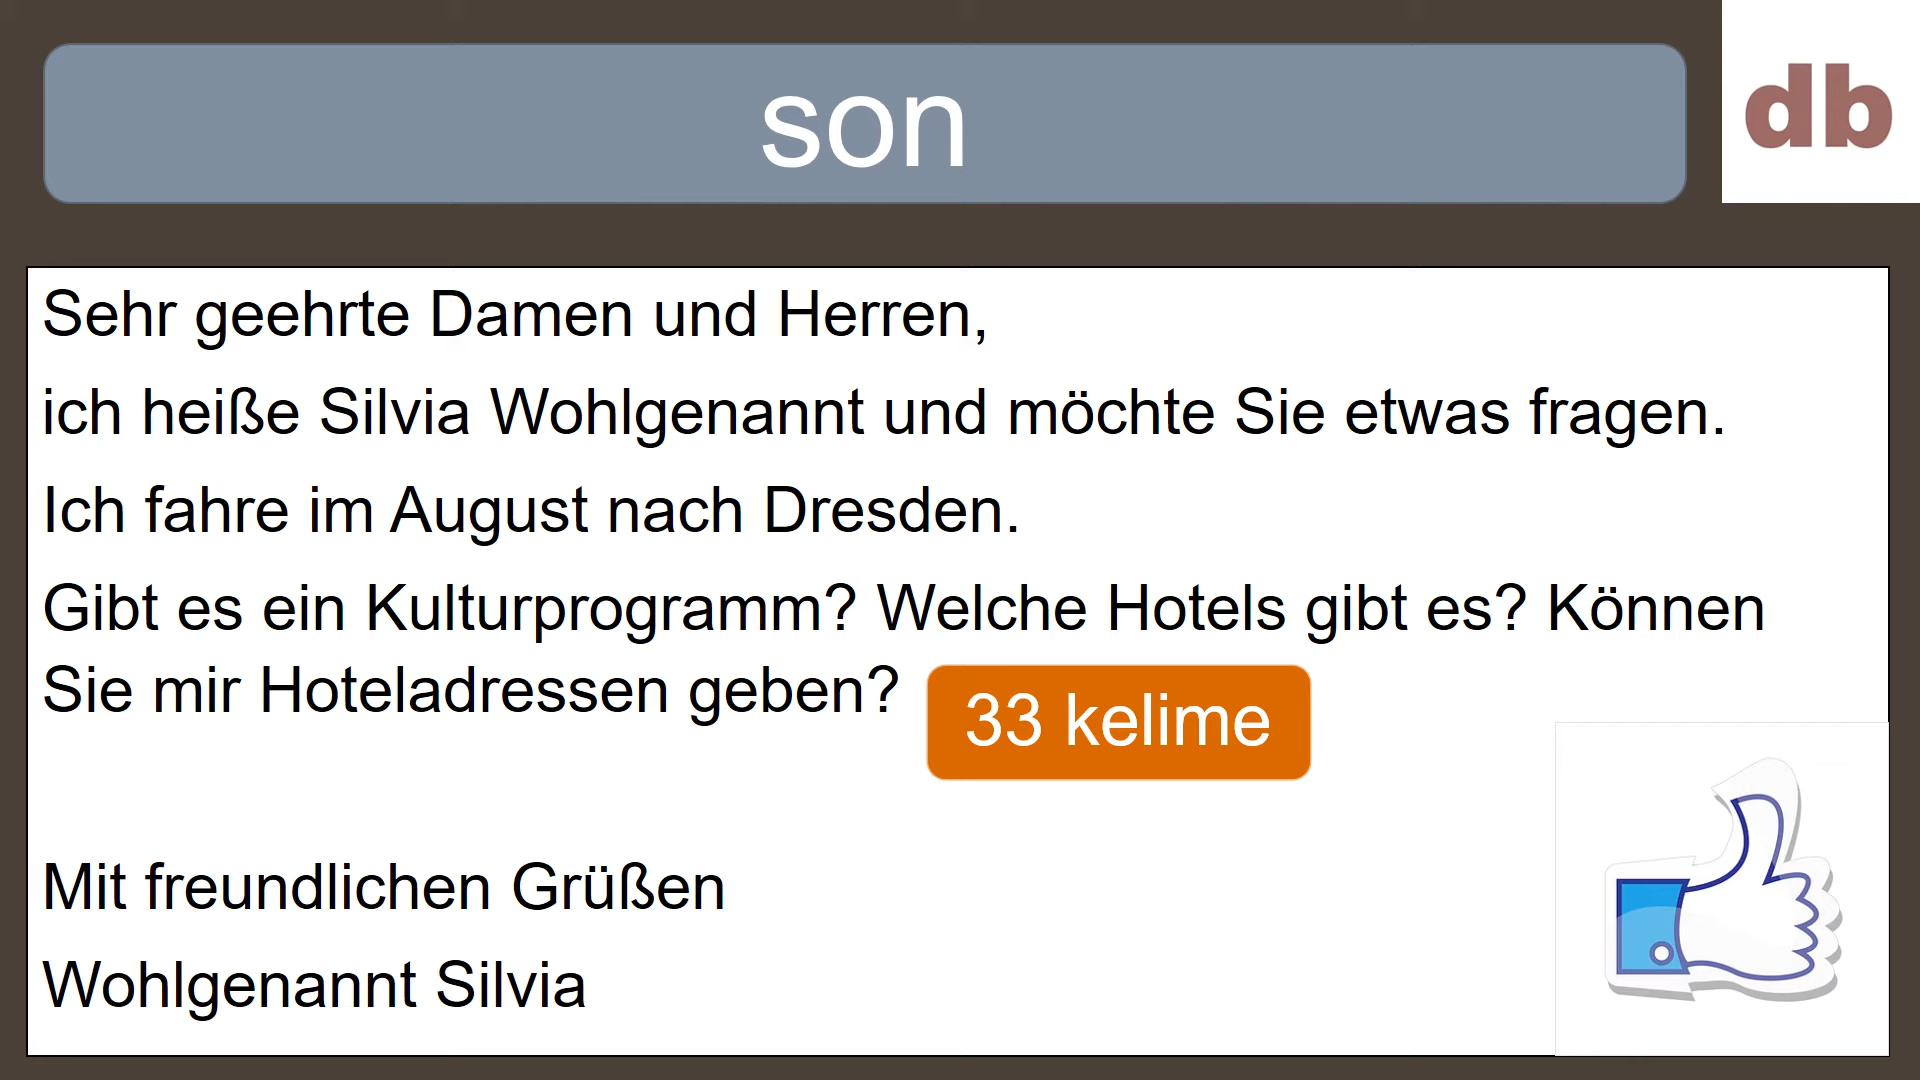 son
db
Sehr geehrte Damen und Herren,
ich heiße Silvia Wohlgenannt und möchte Sie etwas fragen.
Ich fahre im August nach Dresden.
Gibt es ein Kulturprogramm? Welche Hotels gibt es? Können
Sie mir Hoteladressen geben?
33 kelime
Mit freundlichen Grüßen
Wohlgenannt Silvia